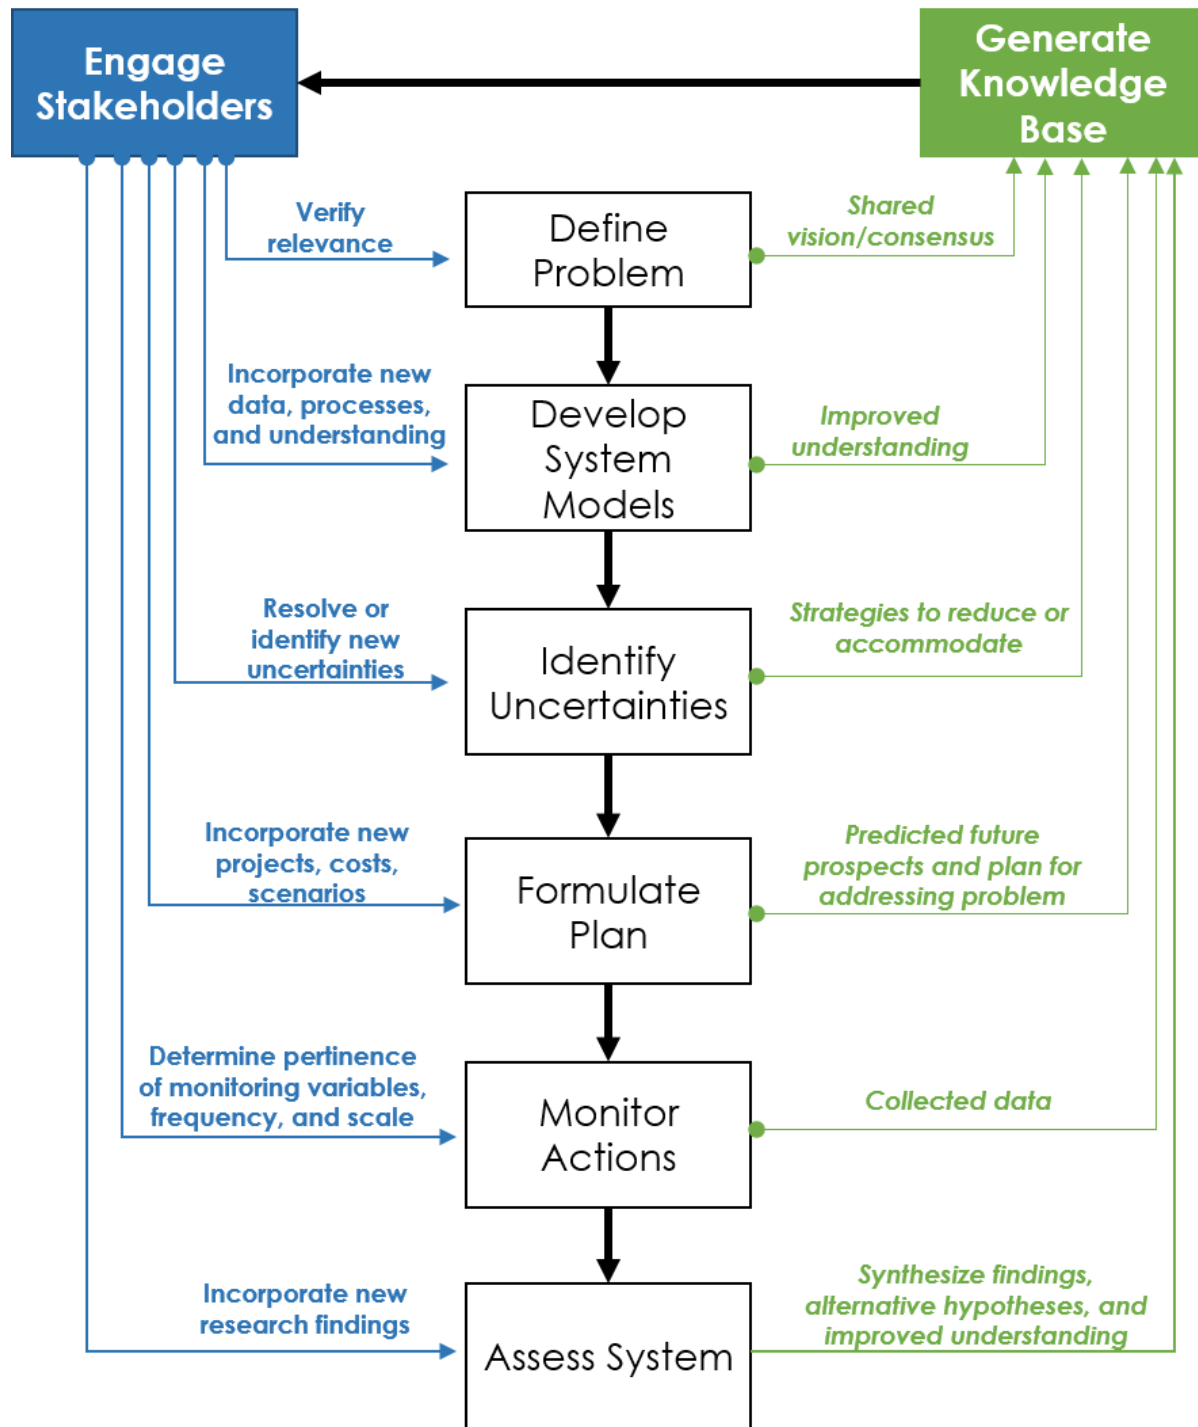 Engage
Stakeholders
Generate
Knowledge
Base
Verify
relevance
Define
Problem
Shared
vision/consensus
Incorporate new
data, processes,
and understanding
Develop
System
Models
Improved
understanding
Resolve or
identify new
uncertainties
Identify
Uncertainties
Strategies to reduce or
accommodate
Incorporate new
projects, costs,
scenarios
Formulate
Plan
Predicted future
prospects and plan for
addressing problem
Determine pertinence
of monitoring variables,
frequency, and scale
Monitor
Actions
Collected data
Incorporate new
research findings
Assess System
Synthesize findings,
alternative hypotheses, and
improved understanding